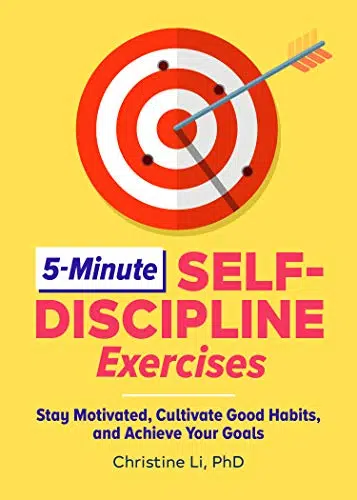 5-Minute SELF-
DISCIPLINE
Exercises
Stay Motivated, Cultivate Good Habits,
and Achieve Your Goals
Christine Li, PhD